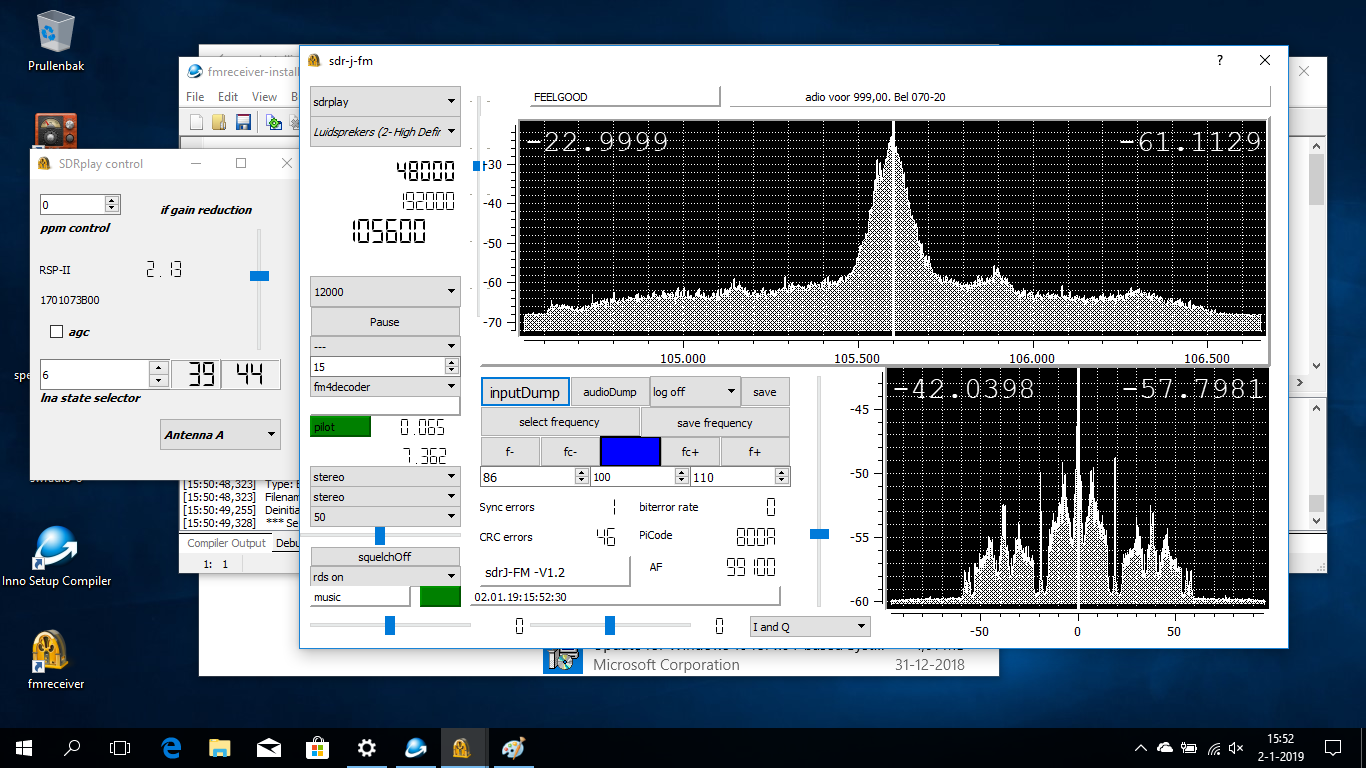 Prullenbak
Inno Setup Compiler
fmreceiver
fmreceiver-install
File Edit View B
[15:50:48,323] Type: E
[15:50:48,323] Filenam
[15:50:49,255] Deinitia
[15:50:49,328] *** Se
Compiler Output Debu
1: 1
SDRplay control
0
if gain reduction
ppm control
RSP-II 2.13
1701073B00
agc
6 39 44
lna state selector
Antenna A
sdr-j-fm ?
sdrplay
FEELGOOD adio voor 999,00. Bel 070-20
Luidsprekers (2- High Defir
48000
192000
105600
12000
Pause
---
15
fm4decoder
pilot 0.065
7.362
stereo
stereo
50
squelchOff
rds on
music
-22.9999 -61.1129
-30
-40
-50
-60
-70
105.000 105.500 106.000 106.500
inputDump audioDump log off save
select frequency save frequency
f- fc- fc+ f+
86 100 110
Sync errors 1 biterror rate 0
CRC errors 46 PiCode 800A
sdrJ-FM -V1.2 AF 99100
02.01.19:15:52:30
0 0 I and Q
-42.0398 -57.7981
-45
-50
-55
-60
-50 0 50
Microsoft Corporation 31-12-2018
15:52
2-1-2019